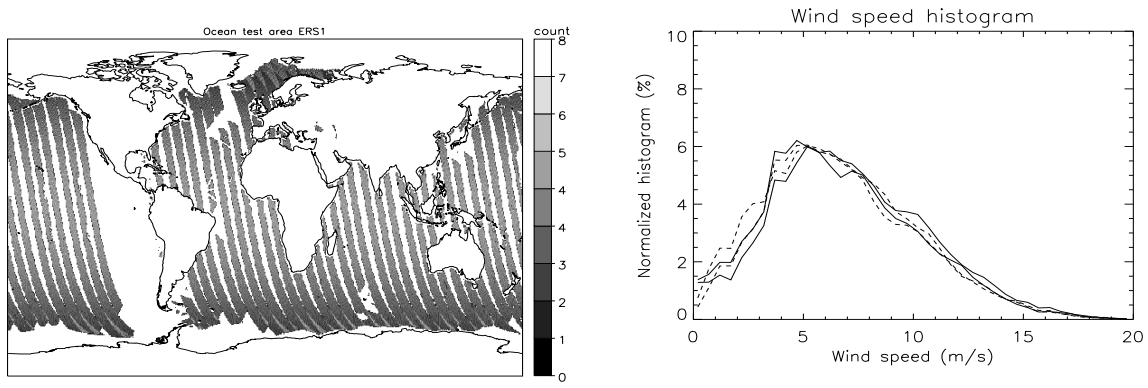 Ocean test area ERS1
count
8
7
6
5
4
3
2
1
0
Wind speed histogram
Normalized histogram (%)
10
8
6
4
2
0
0 5 10 15 20
Wind speed (m/s)